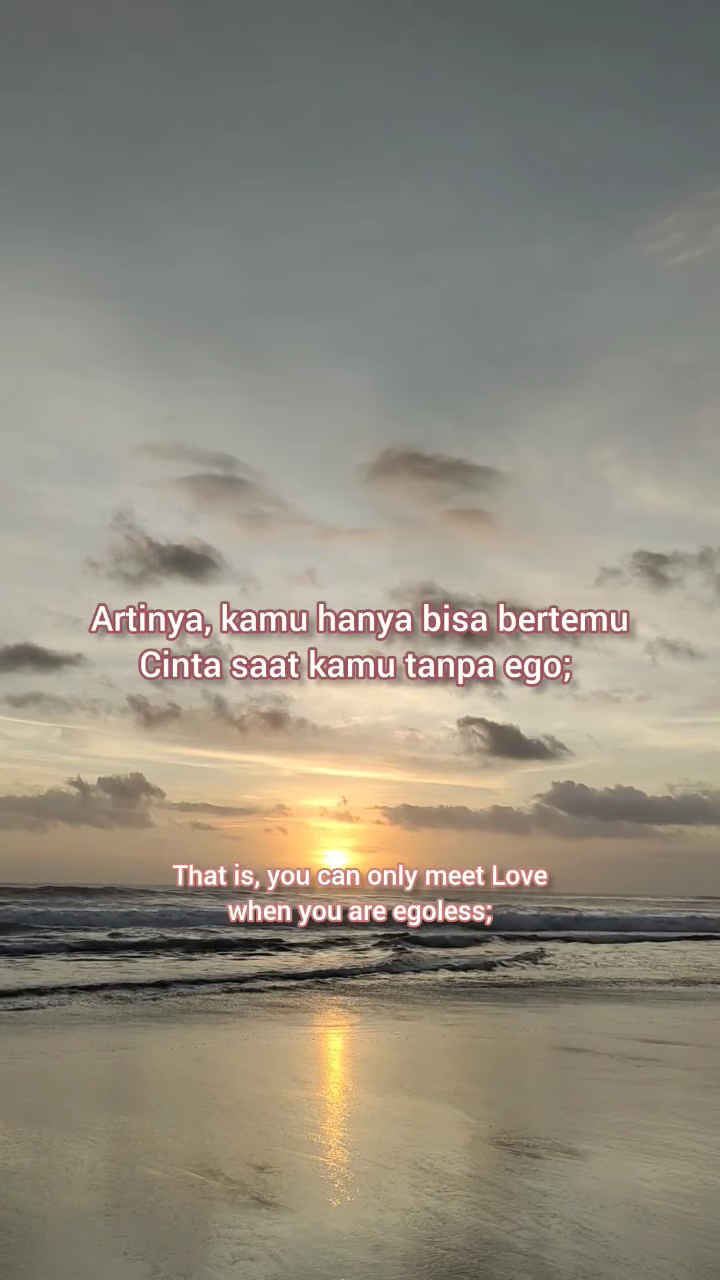 Artinya, kamu hanya bisa bertemu
Cinta saat kamu tanpa ego;
That is, you can only meet Love
when you are egoless;